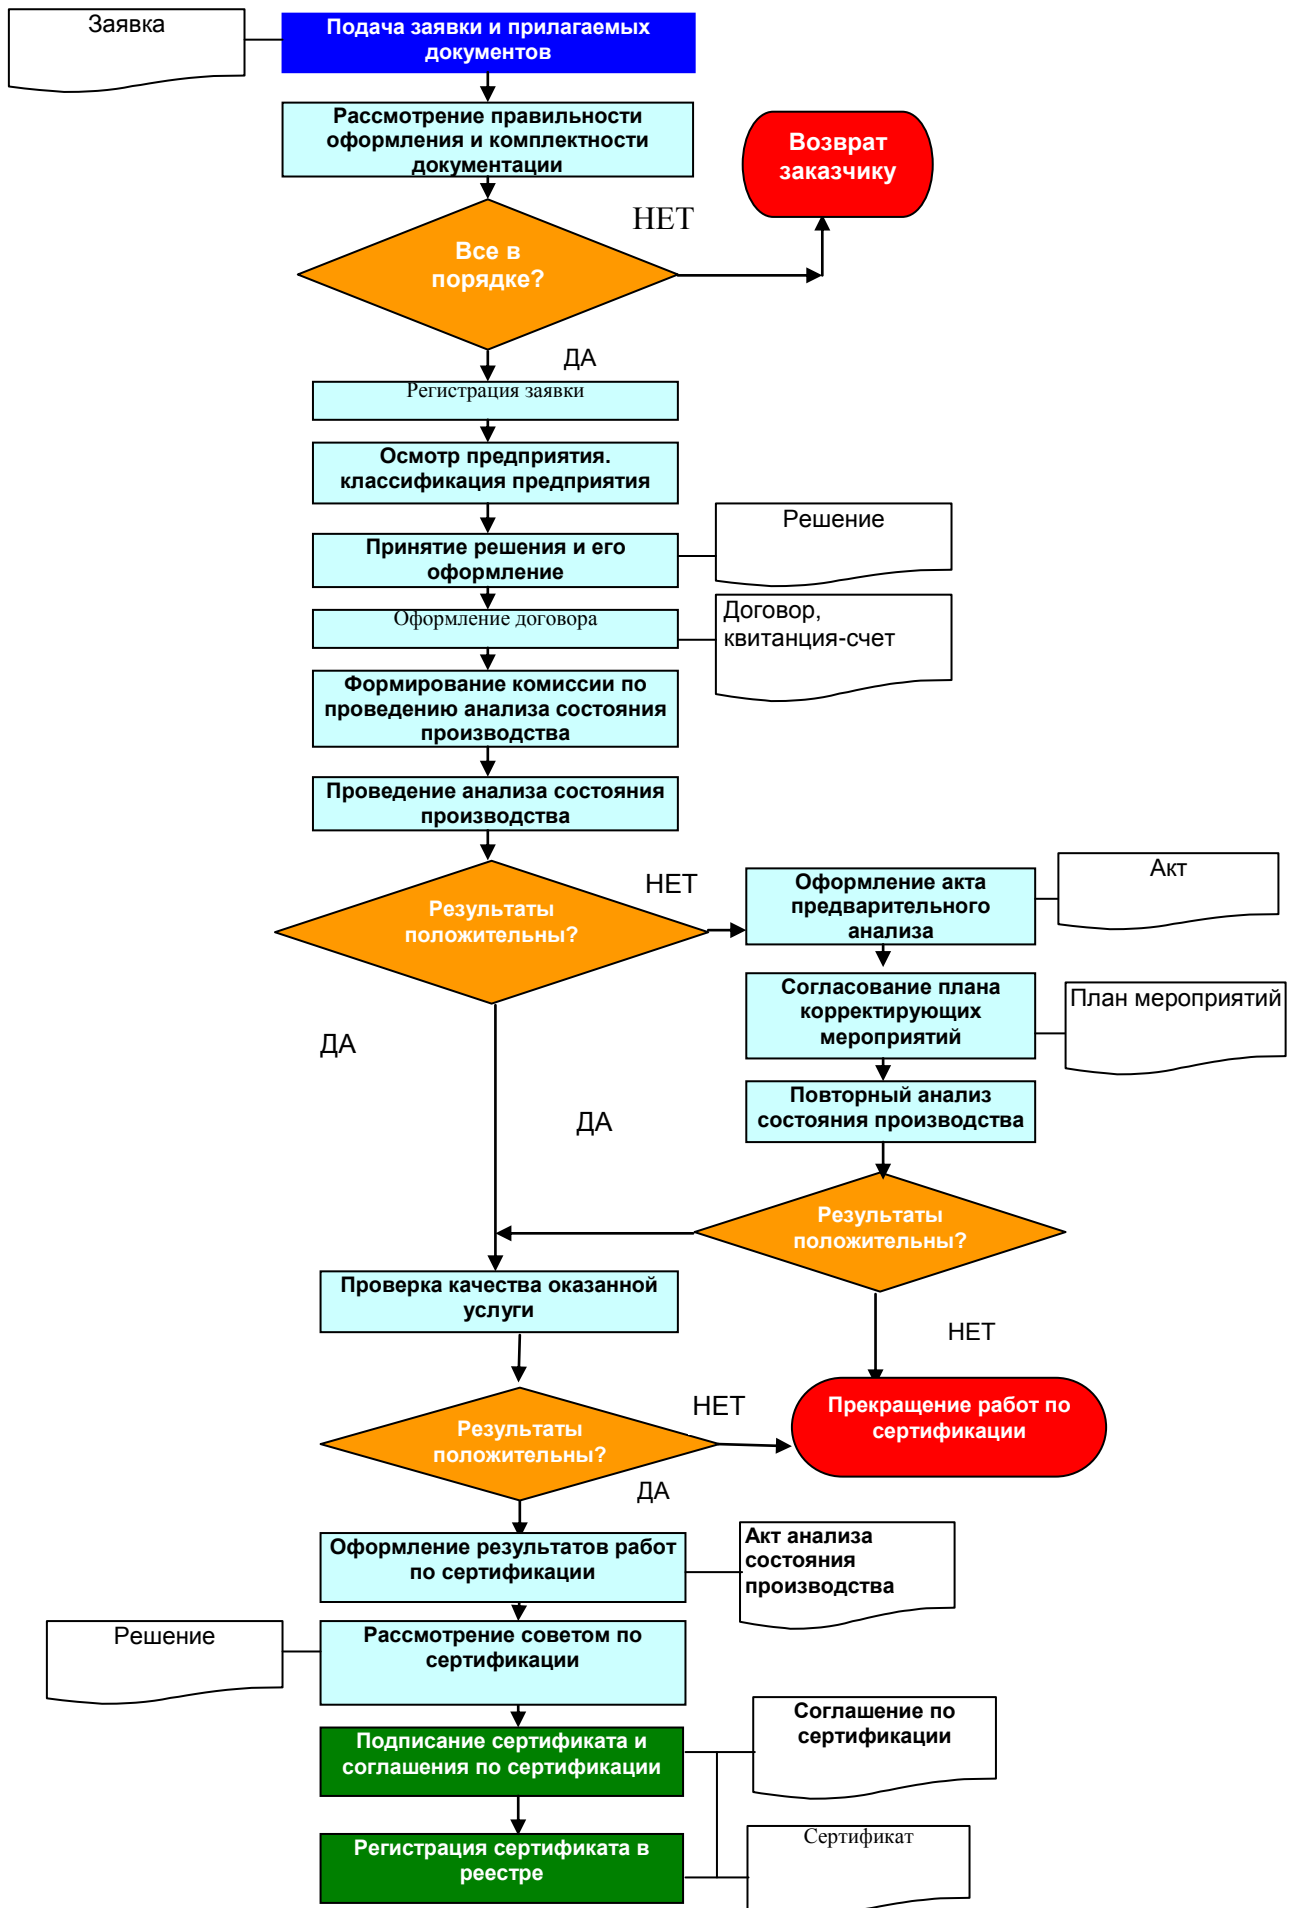 Заявка
Подача заявки и прилагаемых
документов
Рассмотрение правильности
оформления и комплектности
документации
Возврат
заказчику
НЕТ
Все в
порядке?
ДА
Регистрация заявки
Осмотр предприятия.
классификация предприятия
Решение
Принятие решения и его
оформление
Оформление договора
Договор,
квитанция-счет
Формирование комиссии по
проведению анализа состояния
производства
Проведение анализа состояния
производства
НЕТ
Результаты
положительны?
Оформление акта
предварительного
анализа
Акт
Согласование плана
корректирующих
мероприятий
План мероприятий
ДА
Повторный анализ
состояния производства
ДА
Результаты
положительны?
Проверка качества оказанной
услуги
НЕТ
Прекращение работ по
сертификации
НЕТ
Результаты
положительны?
ДА
Оформление результатов работ
по сертификации
Акт анализа
состояния
производства
Решение
Рассмотрение советом по
сертификации
Подписание сертификата и
соглашения по сертификации
Соглашение по
сертификации
Регистрация сертификата в
реестре
Сертификат